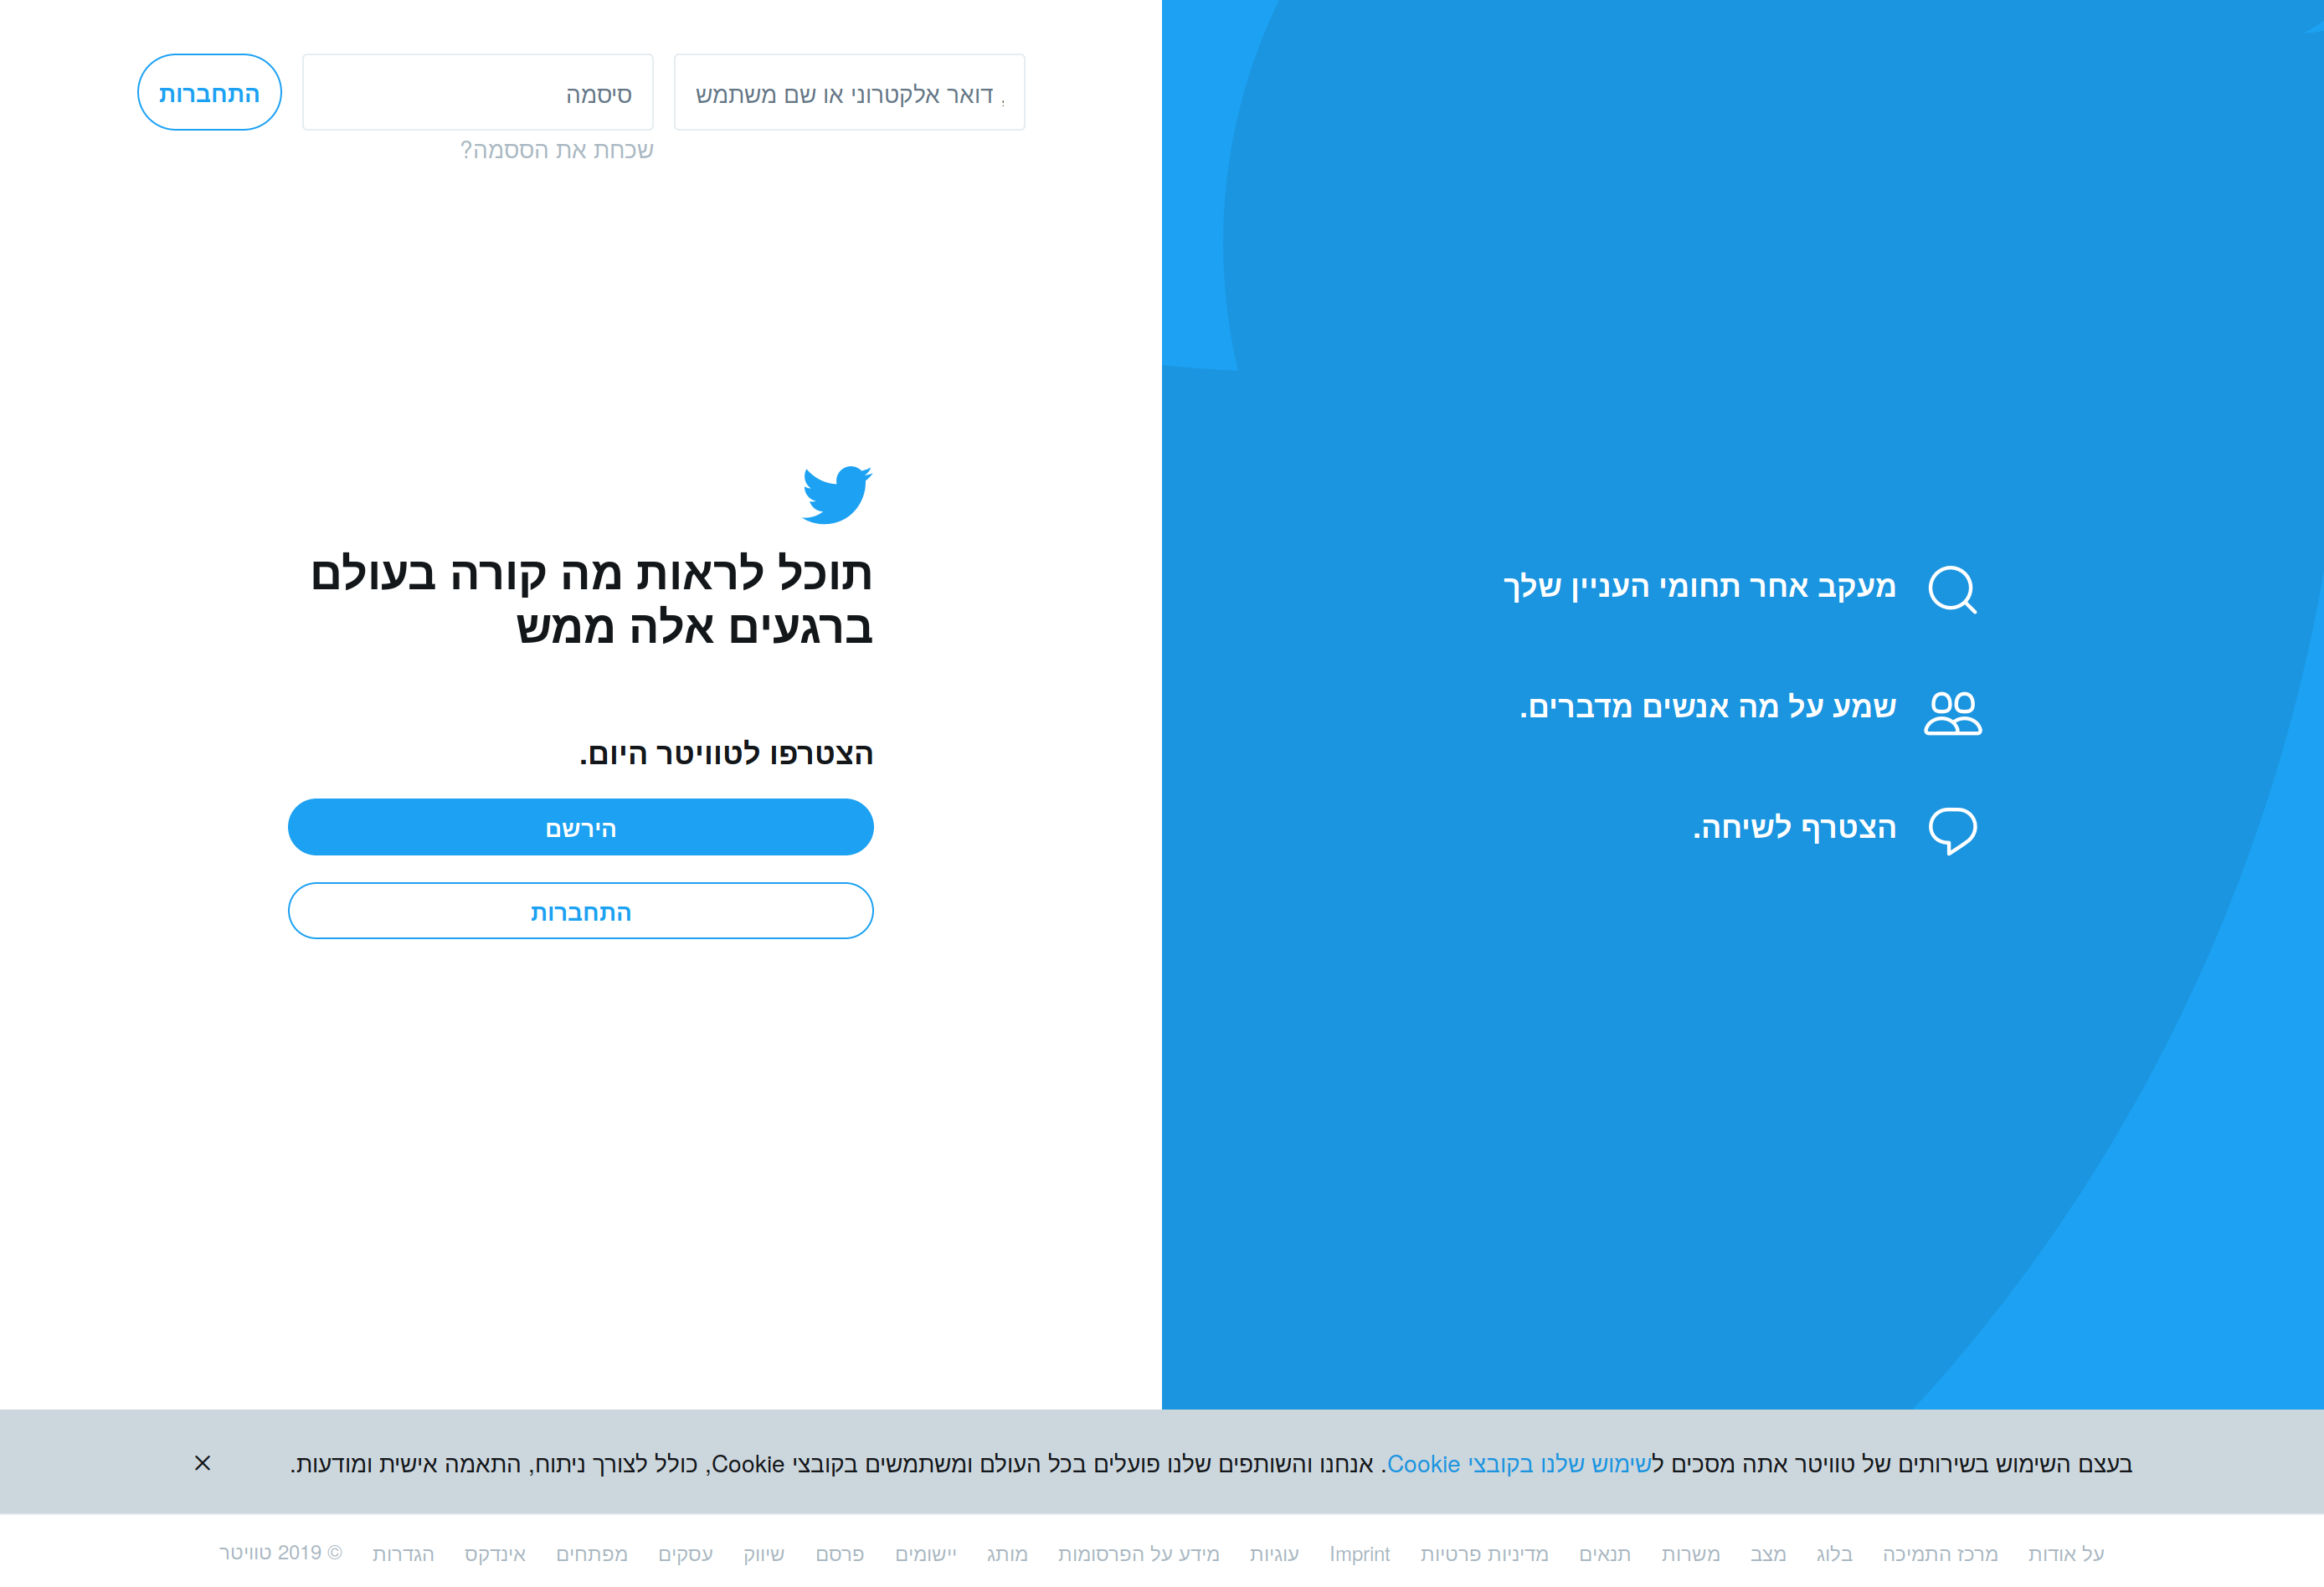 דואר אלקטרוני או שם משתמש
סיסמה
התחברות
שכחת את הססמה?
מעקב אחר תחומי העניין שלך
שמע על מה אנשים מדברים.
הצטרף לשיחה.
תוכל לראות מה קורה בעולם
ברגעים אלה ממש
הצטרפו לטוויטר היום.
הירשם
התחברות
בעצם השימוש בשירותים של טוויטר אתה מסכים לשימוש שלנו בקובצי Cookie. אנחנו והשותפים שלנו פועלים בכל העולם ומשתמשים בקובצי Cookie, כולל לצורך ניתוח, התאמה אישית ומודעות.
על אודות מרכז התמיכה בלוג מצב משרות תנאים מדיניות פרטיות Imprint עוגיות מידע על הפרסומות מותג יישומים פרסם שיווק עסקים מפתחים אינדקס הגדרות © 2019 טוויטר